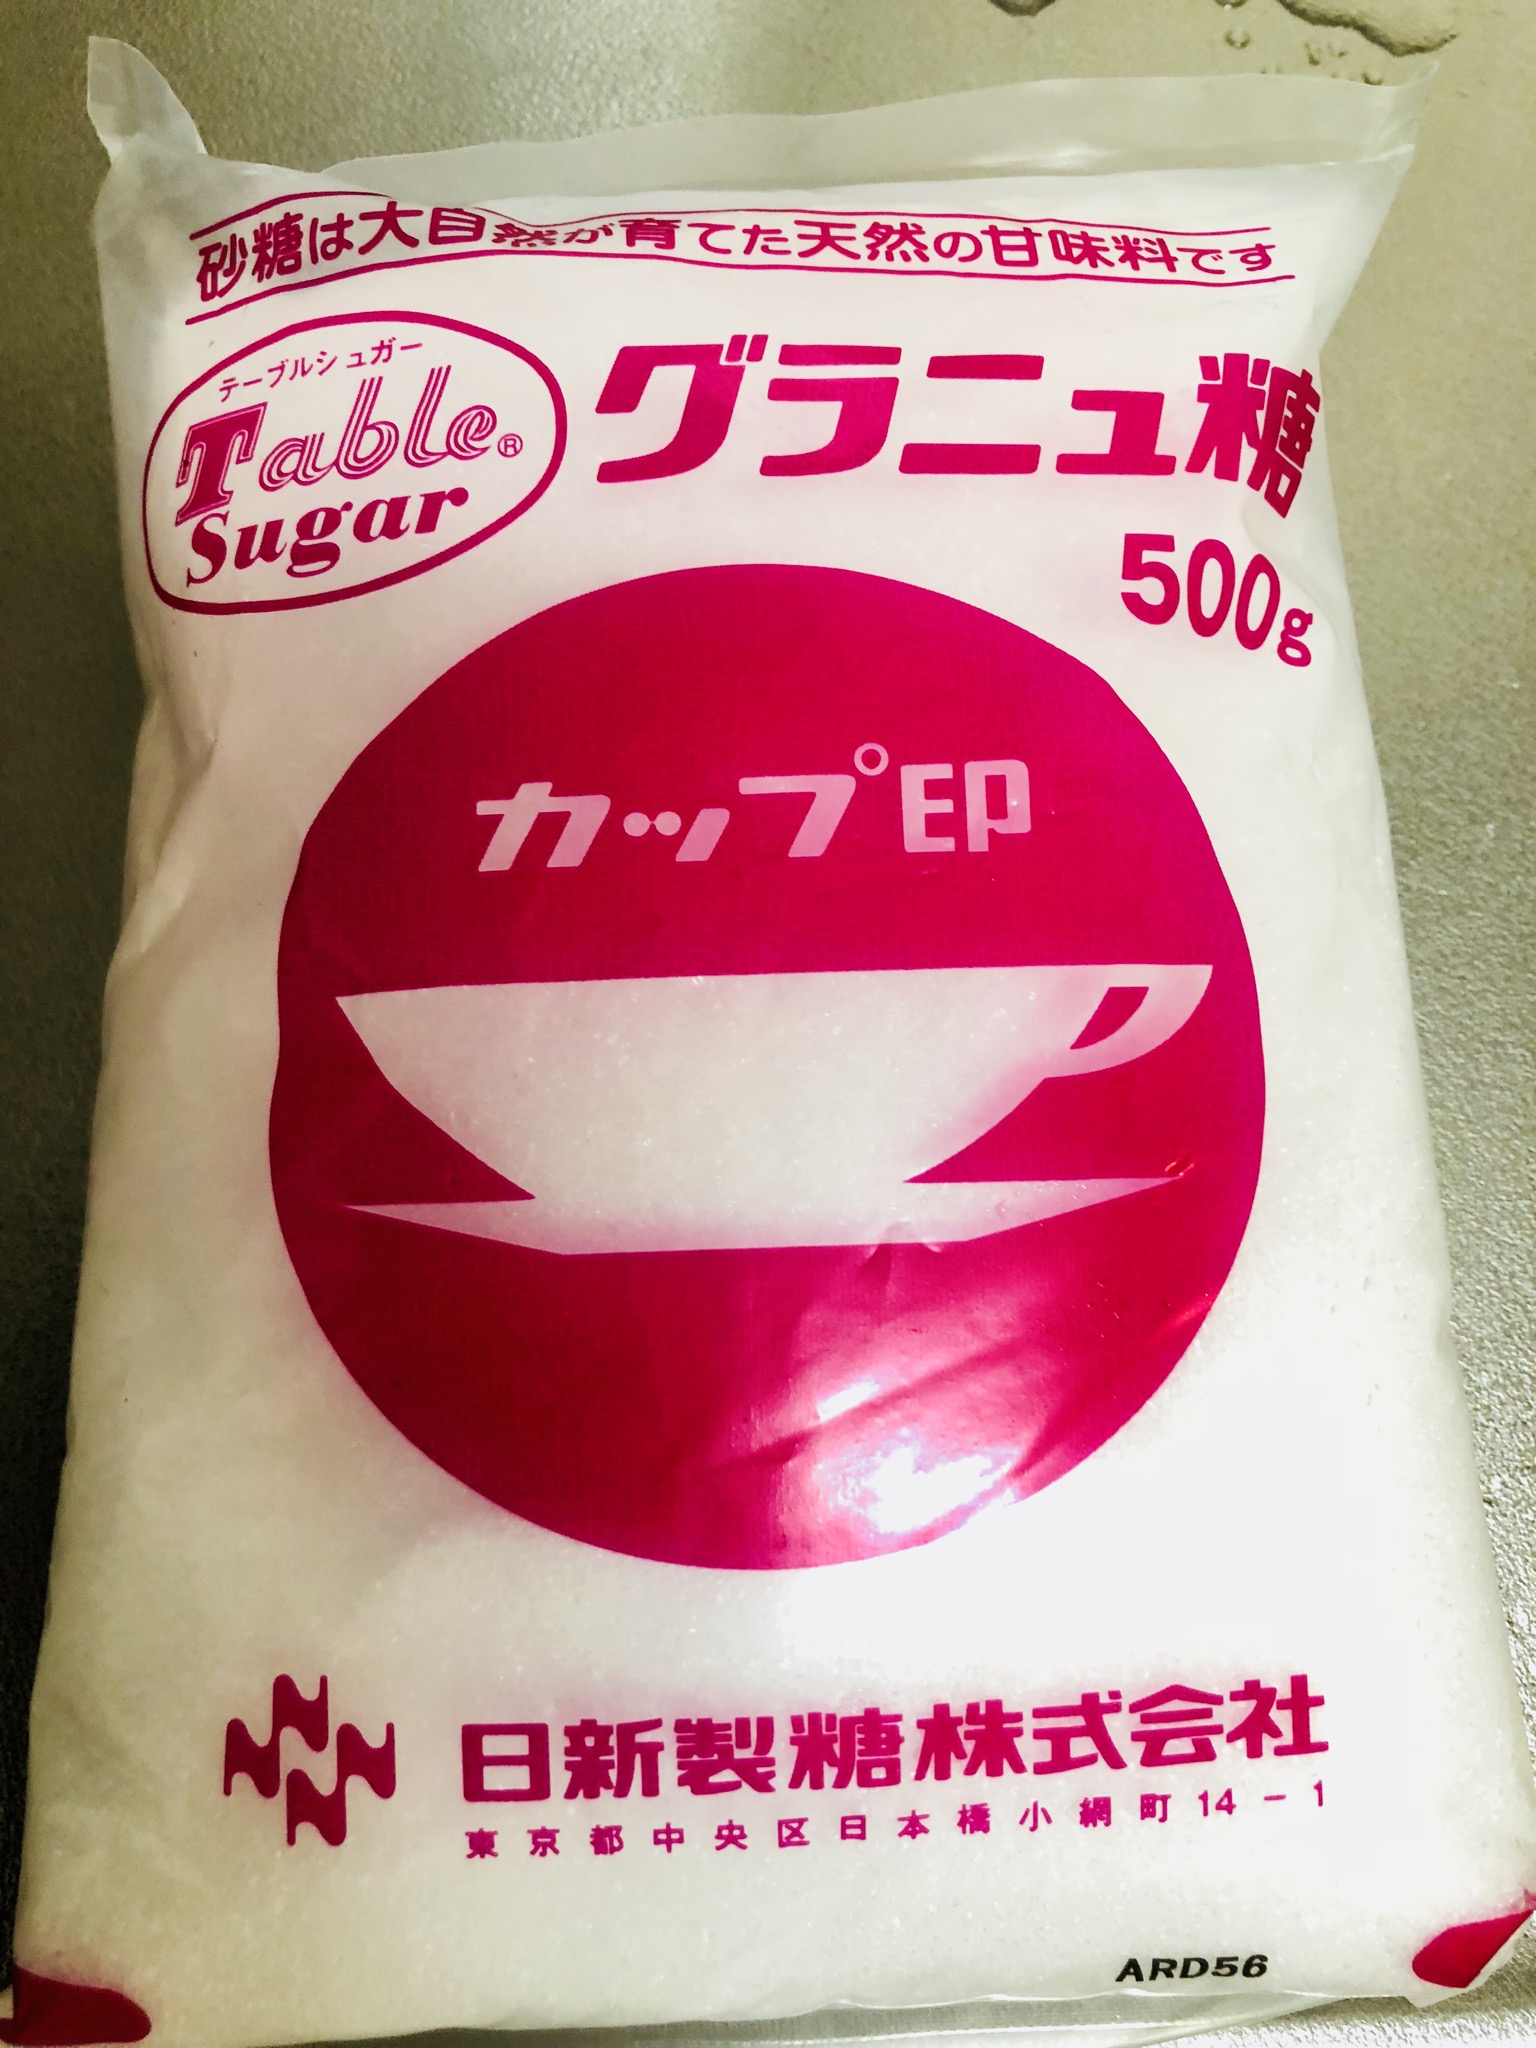 砂糖は大自然が育てた天然の甘味料です
テーブルシュガー
Table®
Sugar
グラニュ糖
500g
カップ印
日新製糖株式会社
東京都中央区日本橋小網町14-1
ARD56